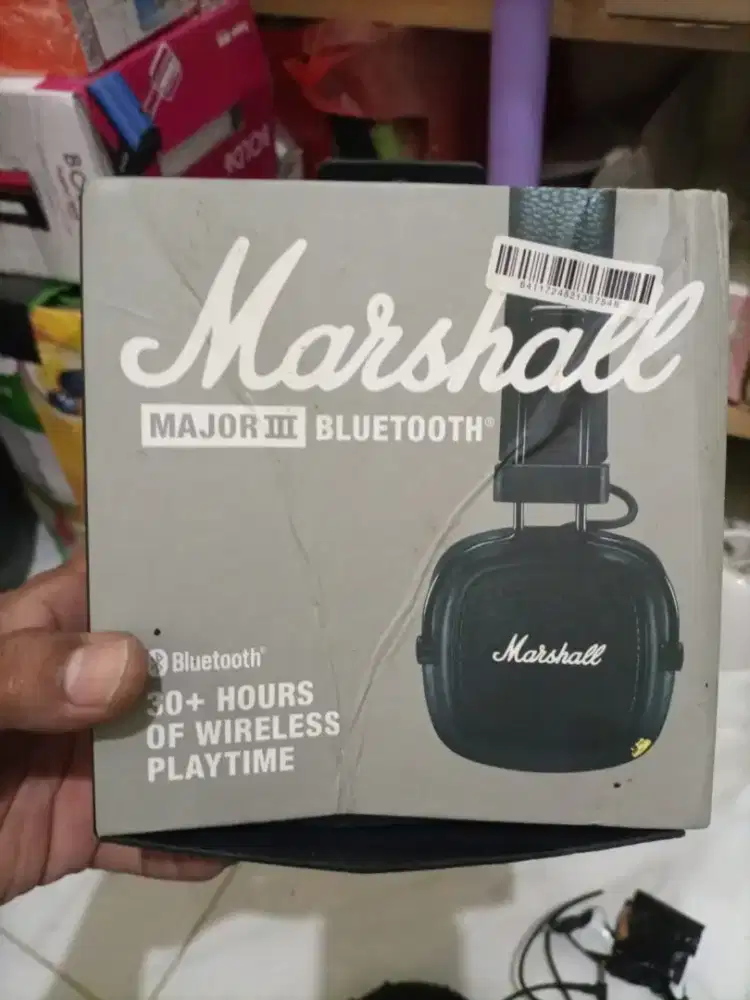 Marshall
MAJOR III BLUETOOTH®
Marshall
Bluetooth®
30+ HOURS
OF WIRELESS
PLAYTIME